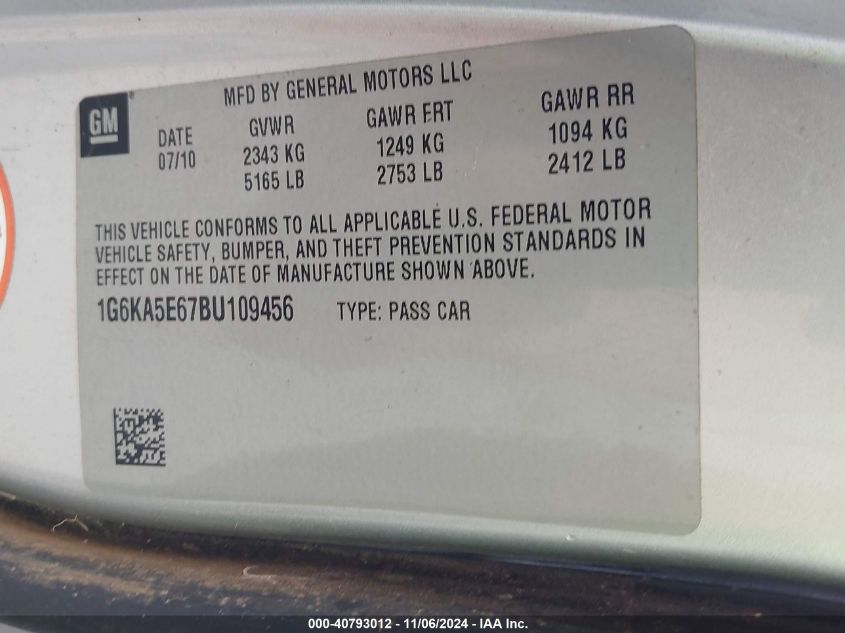 MFD BY GENERAL MOTORS LLC
GM
DATE GVWR GAWR FRT GAWR RR
07/10 2343 KG 1249 KG 1094 KG
5165 LB 2753 LB 2412 LB
THIS VEHICLE CONFORMS TO ALL APPLICABLE U.S. FEDERAL MOTOR
VEHICLE SAFETY, BUMPER, AND THEFT PREVENTION STANDARDS IN
EFFECT ON THE DATE OF MANUFACTURE SHOWN ABOVE.
1G6KA5E67BU109456 TYPE: PASS CAR
000-40793012 - 11/06/2024 - IAA Inc.